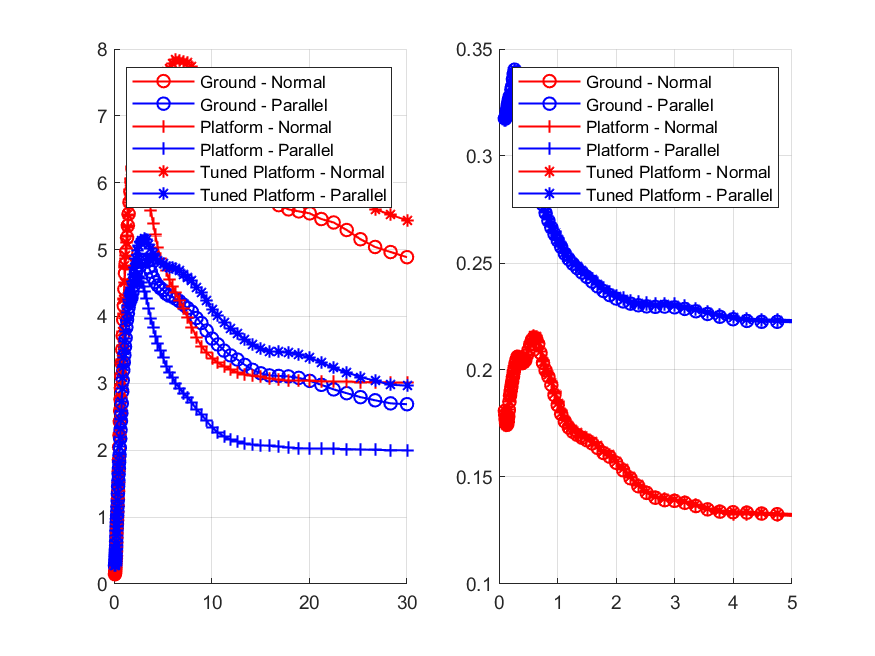 8
7
6
5
4
3
2
1
0
0
10
20
30
Ground - Normal
Ground - Parallel
Platform - Normal
Platform - Parallel
Tuned Platform - Normal
Tuned Platform - Parallel
0.35
0.3
0.25
0.2
0.15
0.1
0
1
2
3
4
5
Ground - Normal
Ground - Parallel
Platform - Normal
Platform - Parallel
Tuned Platform - Normal
Tuned Platform - Parallel